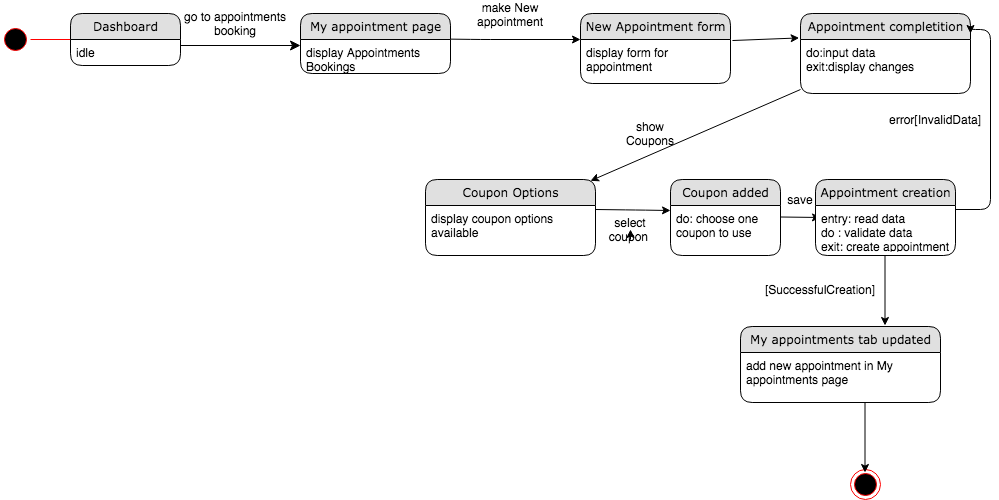 Dashboard
idle
go to appointments
booking
My appointment page
display Appointments
Bookings
make New
appointment
New Appointment form
display form for
appointment
Appointment completition
do:input data
exit:display changes
error[InvalidData]
show
Coupons
Coupon Options
display coupon options
available
select
coupon
Coupon added
do: choose one
coupon to use
save
Appointment creation
entry: read data
do : validate data
exit: create appointment
[SuccessfulCreation]
My appointments tab updated
add new appointment in My
appointments page